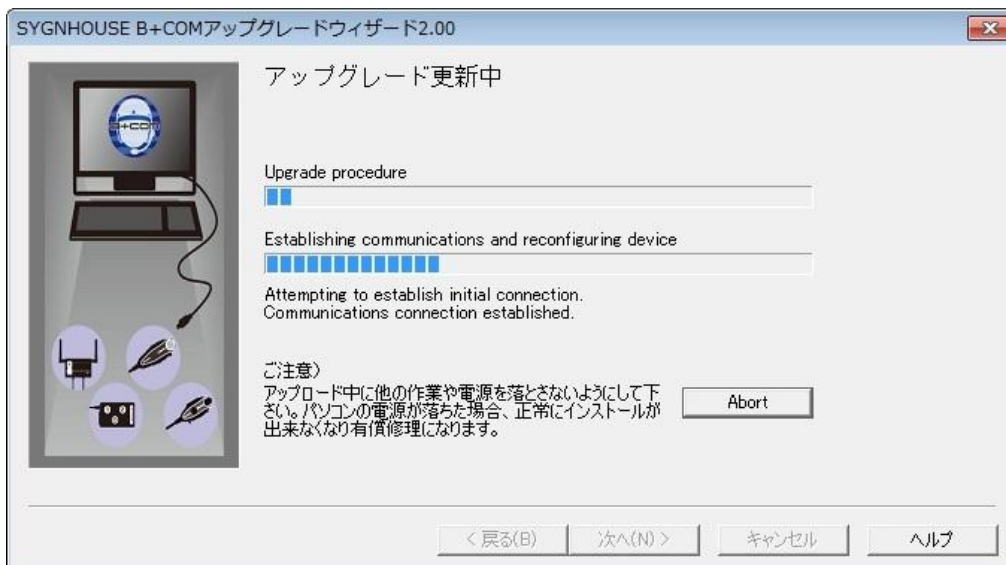 SYGNHOUSE B+COMアップグレードウィザード2.00
アップグレード更新中
B+COM
Upgrade procedure
Establishing communications and reconfiguring device
Attempting to establish initial connection.
Communications connection established.
ご注意)
アップロード中に他の作業や電源を落とさないようにして下
さい。パソコンの電源が落ちた場合、正常にインストールが
出来なくなり有償修理になります。
Abort
< 戻る(B)
次へ(N) >
キャンセル
ヘルプ